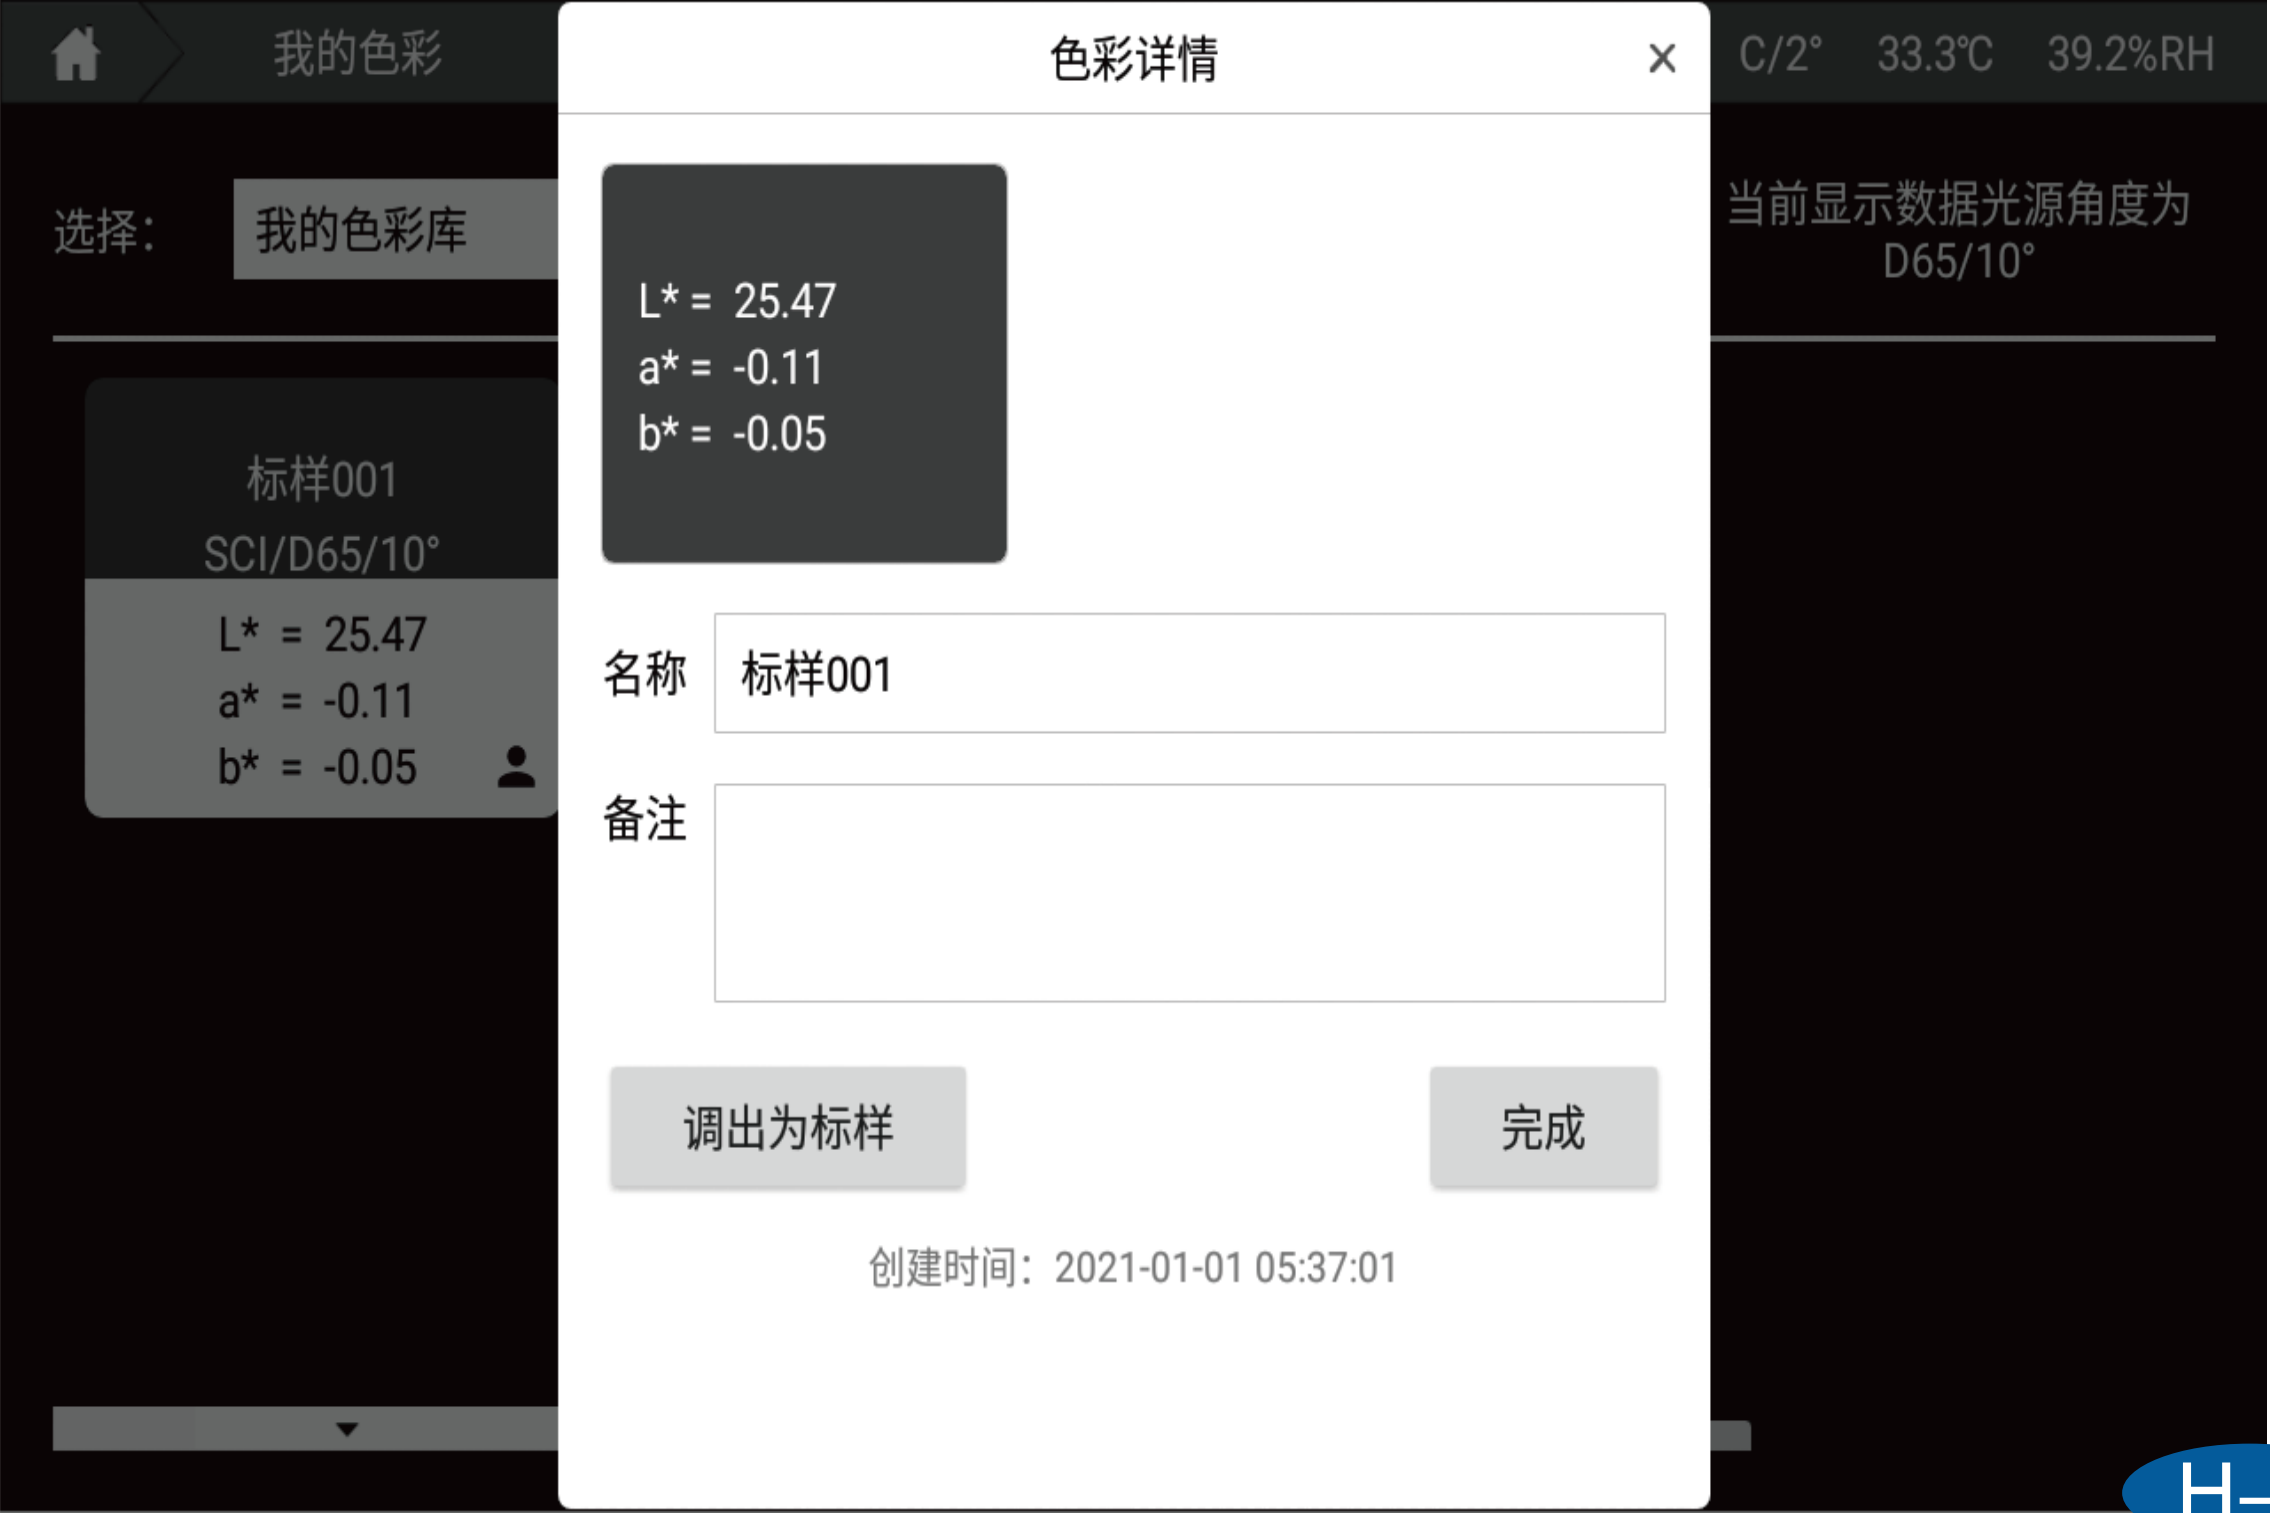 我的色彩
色彩详情
×
C/2° 33.3℃ 39.2%RH
选择：
我的色彩库
当前显示数据光源角度为
D65/10°
标样001
SCI/D65/10°
L* = 25.47
a* = -0.11
b* = -0.05
L* = 25.47
a* = -0.11
b* = -0.05
名称
标样001
备注
调出为标样
完成
创建时间：2021-01-01 05:37:01